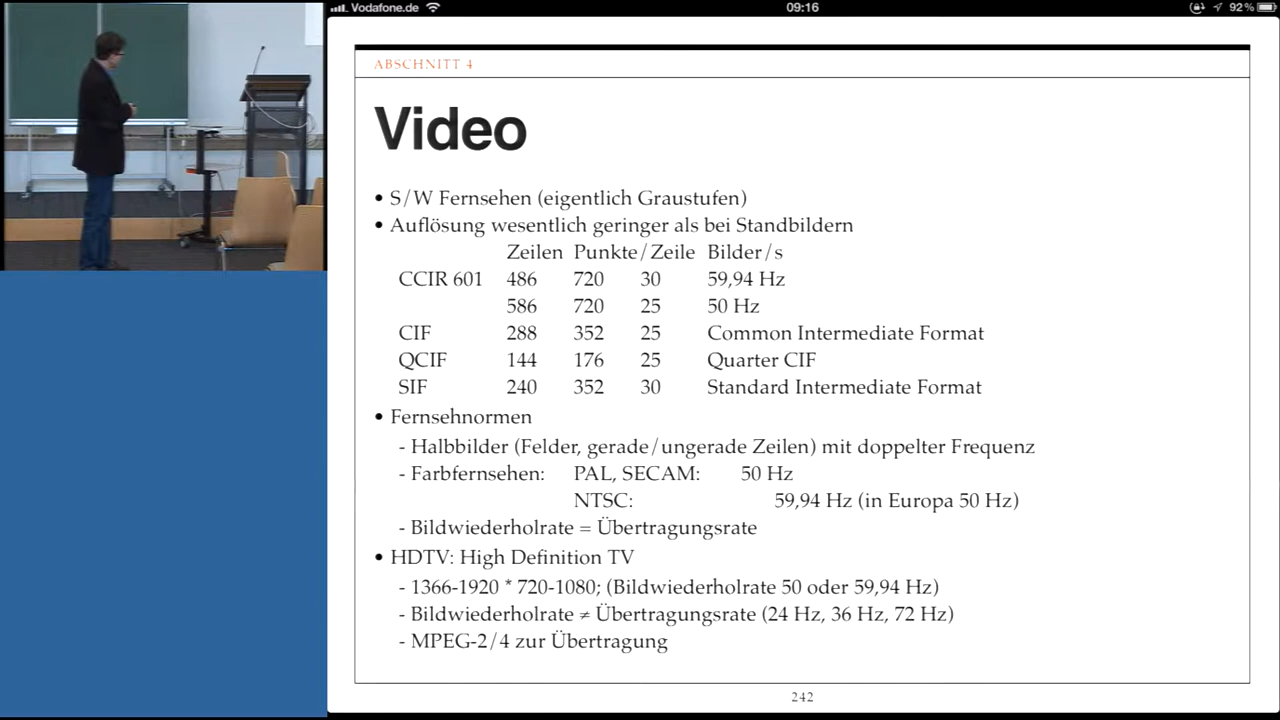 Vodafone.de 09:16 92%
ABSCHNITT 4
Video
• S/W Fernsehen (eigentlich Graustufen)
• Auflösung wesentlich geringer als bei Standbildern
Zeilen Punkte/Zeile Bilder/s
CCIR 601 486 720 30 59,94 Hz
586 720 25 50 Hz
CIF 288 352 25 Common Intermediate Format
QCIF 144 176 25 Quarter CIF
SIF 240 352 30 Standard Intermediate Format
• Fernsehnormen
- Halbbilder (Felder, gerade/ungerade Zeilen) mit doppelter Frequenz
- Farbfernsehen: PAL, SECAM: 50 Hz
NTSC: 59,94 Hz (in Europa 50 Hz)
- Bildwiederholrate = Übertragungsrate
• HDTV: High Definition TV
- 1366-1920 * 720-1080; (Bildwiederholrate 50 oder 59,94 Hz)
- Bildwiederholrate ≠ Übertragungsrate (24 Hz, 36 Hz, 72 Hz)
- MPEG-2/4 zur Übertragung
242